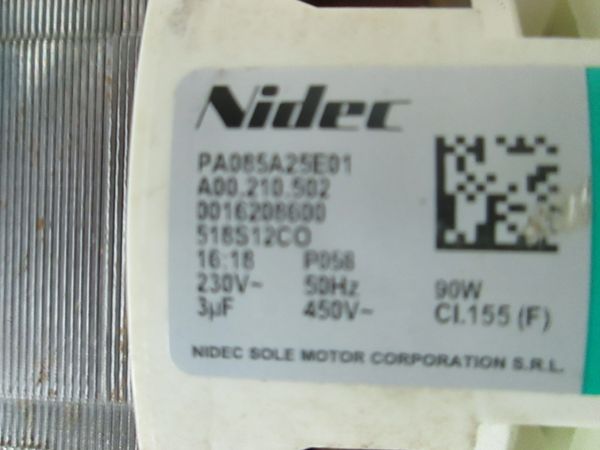 Nidec
PA085A25E01
A00.210.502
0016208600
518S12CO
16:18 P058
230V~ 50Hz 90W
3µF 450V~ Cl.155 (F)
NIDEC SOLE MOTOR CORPORATION S.R.L.